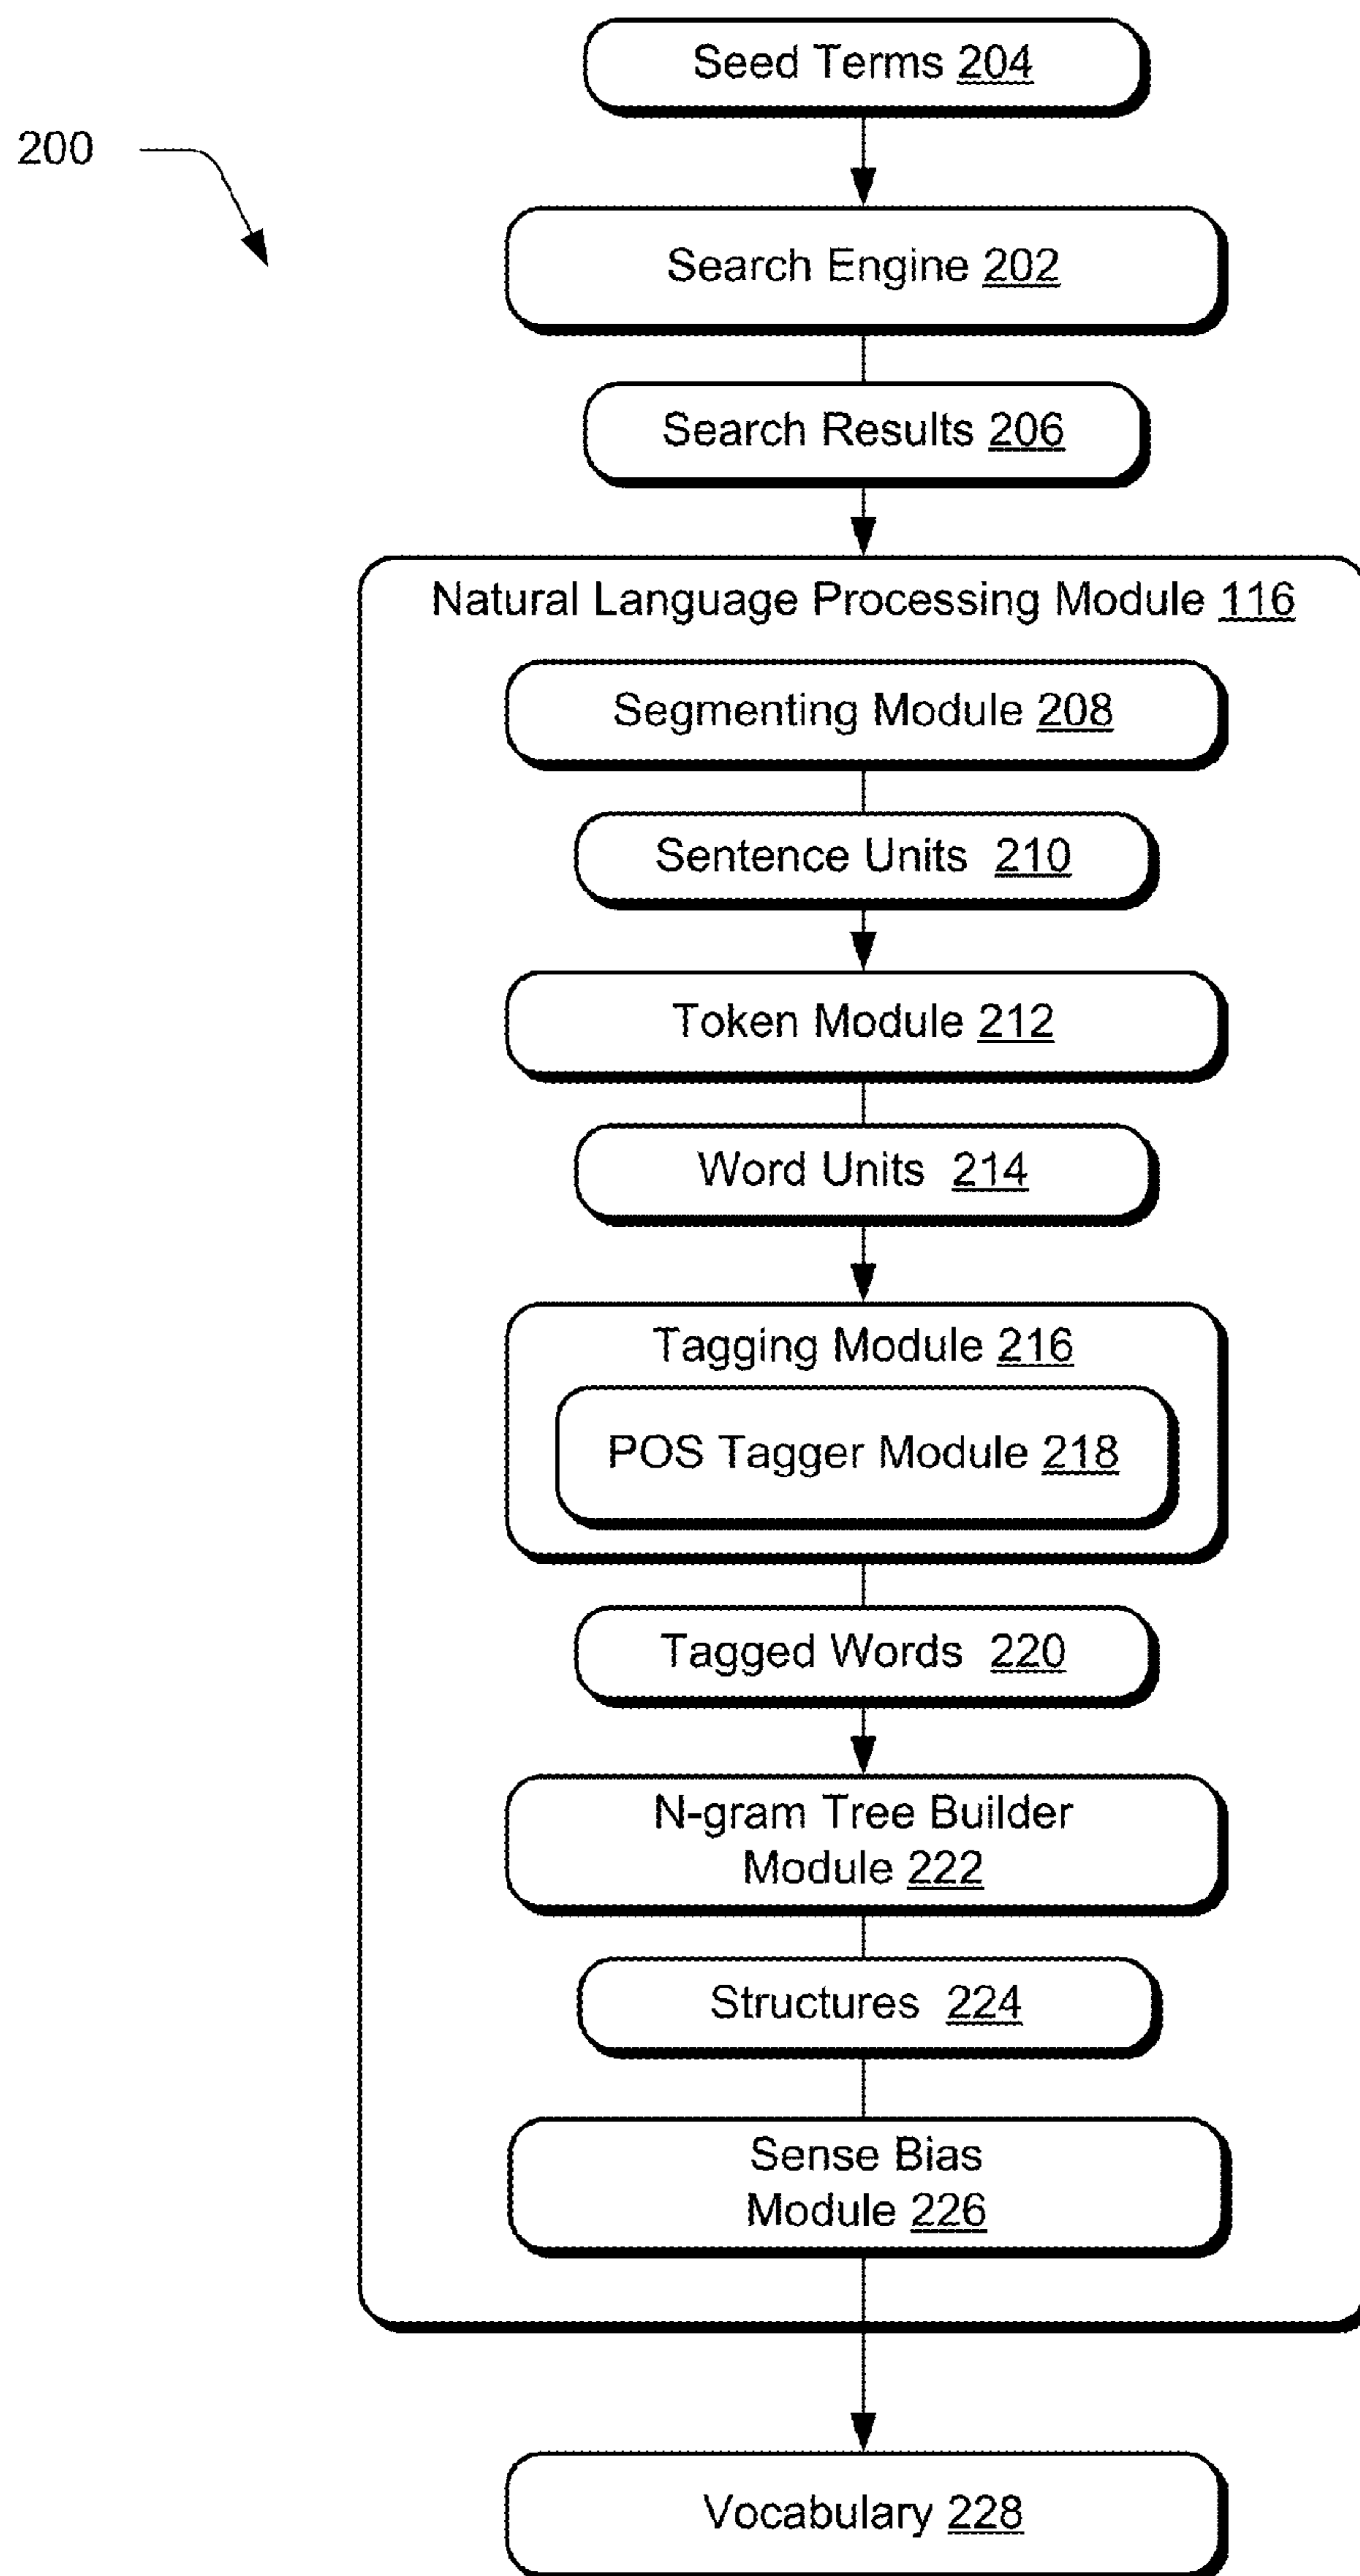 Seed Terms 204
200
Search Engine 202
Search Results 206
Natural Language Processing Module 116
Segmenting Module 208
Sentence Units 210
Token Module 212
Word Units 214
Tagging Module 216
POS Tagger Module 218
Tagged Words 220
N-gram Tree Builder
Module 222
Structures 224
Sense Bias
Module 226
Vocabulary 228